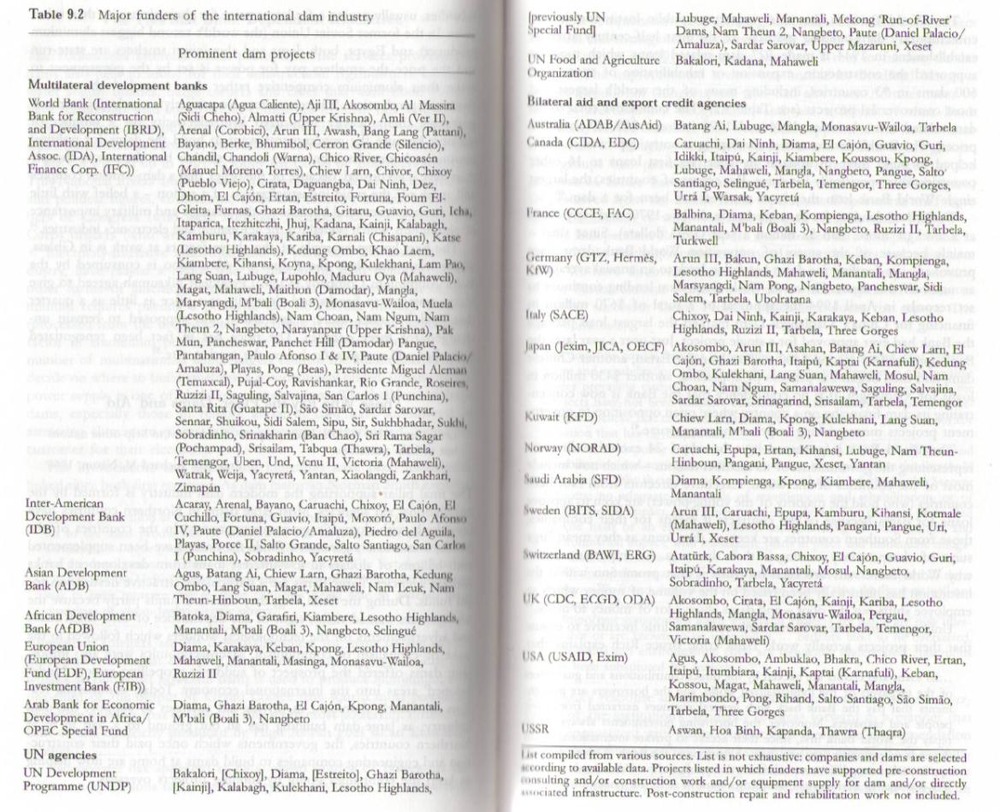 Table 9.2 Major funders of the international dam industry
Prominent dam projects
Multilateral development banks
World Bank (International Bank for Reconstruction and Development (IBRD), International Development Assoc. (IDA), International Finance Corp. (IFC))
Aguacapa (Agua Caliente), Aji III, Akosombo, Al Massira
(Sidi Cheho), Almatti (Upper Krishna), Amli (Ver II),
Arenal (Corobici), Arun III, Awash, Bang Lang (Pattani),
Bayano, Berke, Bhumibol, Cerron Grande (Silencio),
Chandil, Chandoli (Warna), Chico River, Chicoasén
(Manuel Moreno Torres), Chiew Larn, Chivor, Chixoy
(Pueblo Viejo), Cirata, Daguangba, Dai Ninh, Dez,
Dhom, El Cajón, Ertan, Estreito, Fortuna, Foum El-
Gleita, Furnas, Ghazi Barotha, Gitaru, Guavio, Guri, Icha,
Itaparica, Itezhitezhi, Jhuj, Kadana, Kainji, Kalabagh,
Kamburu, Karakaya, Kariba, Karnali (Chisapani), Katse
(Lesotho Highlands), Kedung Ombo, Khao Laem,
Kiambere, Kihansi, Koyna, Kpong, Kulekhani, Lam Pao,
Lang Suan, Lubuge, Lupohlo, Maduru Oya (Mahaweli),
Magat, Mahaweli, Maithon (Damodar), Mangla,
Marsyangdi, M'bali (Boali 3), Monasavu-Wailoa, Muela
(Lesotho Highlands), Nam Choan, Nam Ngum, Nam
Theun 2, Nangbeto, Narayanpur (Upper Krishna), Pak
Mun, Pancheswar, Panchet Hill (Damodar) Pangue,
Pantabangan, Paulo Afonso I & IV, Paute (Daniel Palacio/
Amaluza), Playas, Pong (Beas), Presidente Miguel Aleman
(Temaxcal), Pujal-Coy, Ravishankar, Rio Grande, Roseires,
Ruzizi II, Saguling, Salvajina, San Carlos I (Punchina),
Santa Rita (Guatape II), São Simão, Sardar Sarovar,
Sennar, Shuikou, Sidi Salem, Sipu, Sir, Sukhbhadar, Sukhi,
Sobradinho, Srinakharin (Ban Chao), Sri Rama Sagar
(Pochampad), Srisailam, Tabqua (Thawra), Tarbela,
Temengor, Uben, Und, Venu II, Victoria (Mahaweli),
Watrak, Weija, Yacyretá, Yantan, Xiaolangdi, Zankhari,
Zimapán
Inter-American Development Bank (IDB)
Acaray, Arenal, Bayano, Caruachi, Chixoy, El Cajón, El
Cuchillo, Fortuna, Guavio, Itaipú, Moxoró, Paulo Afonso
IV, Paute (Daniel Palacio/Amaluza), Piedro del Aguila,
Playas, Porce II, Salto Grande, Salto Santiago, San Carlos
I (Punchina), Sobradinho, Yacyretá
Asian Development Bank (ADB)
Agus, Batang Ai, Chiew Larn, Ghazi Barotha, Kedung
Ombo, Lang Suan, Magat, Mahaweli, Nam Leuk, Nam
Theun-Hinboun, Tarbela, Xeset
African Development Bank (AfDB)
Batoka, Diama, Garafiri, Kiambere, Lesotho Highlands,
Manantali, M'bali (Boali 3), Nangbeto, Selingué
European Union (European Development Fund (EDF), European Investment Bank (EIB))
Diama, Karakaya, Keban, Kpong, Lesotho Highlands,
Mahaweli, Manantali, Masinga, Monasavu-Wailoa,
Ruzizi II
Arab Bank for Economic Development in Africa/ OPEC Special Fund
Diama, Ghazi Barotha, El Cajón, Kpong, Manantali,
M'bali (Boali 3), Nangbeto
UN agencies
UN Development Programme (UNDP)
Bakalori, [Chixoy], Diama, [Estreito], Ghazi Barotha,
[Kainji], Kalabagh, Kulekhani, Lesotho Highlands,
[previously UN Special Fund]
Lubuge, Mahaweli, Manantali, Mekong 'Run-of-River'
Dams, Nam Theun 2, Nangbeto, Paute (Daniel Palacio/
Amaluza), Sardar Sarovar, Upper Mazaruni, Xeset
UN Food and Agriculture Organization
Bakalori, Kadana, Mahaweli
Bilateral aid and export credit agencies
Australia (ADAB/AusAid) Batang Ai, Lubuge, Mangla, Monasavu-Wailoa, Tarbela
Canada (CIDA, EDC) Caruachi, Dai Ninh, Diama, El Cajón, Guavio, Guri,
Idikki, Itaipú, Kainji, Kiambere, Koussou, Kpong,
Lubuge, Mahaweli, Mangla, Nangbeto, Pangue, Salto
Santiago, Selingué, Tarbela, Temengor, Three Gorges,
Urrá I, Warsak, Yacyretá
France (CCCE, FAC) Balbina, Diama, Keban, Kompienga, Lesotho Highlands,
Manantali, M'bali (Boali 3), Nangbeto, Ruzizi II, Tarbela,
Turkwell
Germany (GTZ, Hermes, KfW)
Arun III, Bakun, Ghazi Barotha, Keban, Kompienga,
Lesotho Highlands, Mahaweli, Manantali, Mangla,
Marsyangdi, Nam Pong, Nangbeto, Pancheswar, Sidi
Salem, Tarbela, Ubolratana
Italy (SACE) Chixoy, Dai Ninh, Kainji, Karakaya, Keban, Lesotho
Highlands, Ruzizi II, Tarbela, Three Gorges
Japan (Jexim, JICA, OECF) Akosombo, Arun III, Asahan, Batang Ai, Chiew Larn, El
Cajón, Ghazi Barotha, Itaipú, Kaptai (Karnafuli), Kedung
Ombo, Kulekhani, Lang Suan, Mahaweli, Mosul, Nam
Choan, Nam Ngum, Samanalawewa, Saguling, Salvajina,
Sardar Sarovar, Srinagarind, Srisailam, Tarbela, Temengor
Kuwait (KFD) Chiew Larn, Diama, Kpong, Kulekhani, Lang Suan,
Manantali, M'bali (Boali 3), Nangbeto
Norway (NORAD) Caruachi, Epupa, Ertan, Kihansi, Lubuge, Nam Theun-
Hinboun, Pangani, Pangue, Xeset, Yantan
Saudi Arabia (SFD) Diama, Kompienga, Kpong, Kiambere, Mahaweli,
Manantali
Sweden (BITS, SIDA) Arun III, Caruachi, Epupa, Kamburu, Kihansi, Kotmale
(Mahaweli), Lesotho Highlands, Pangani, Pangue, Uri,
Urrá I, Xeset
Switzerland (BAWI, ERG) Atatürk, Cabora Bassa, Chixoy, El Cajón, Guavio, Guri,
Itaipú, Karakaya, Manantali, Mosul, Nangbeto,
Sobradinho, Tarbela, Yacyretá
UK (CDC, ECGD, ODA) Akosombo, Cirata, El Cajón, Kainji, Kariba, Lesotho
Highlands, Mangla, Monasavu-Wailoa, Pergau,
Samanalawewa, Sardar Sarovar, Tarbela, Temengor,
Victoria (Mahaweli)
USA (USAID, Exim) Agus, Akosombo, Ambuklao, Bhakra, Chico River, Ertan,
Itaipú, Itumbiara, Kainji, Kaptai (Karnafuli), Keban,
Kossou, Magat, Mahaweli, Manantali, Mangla,
Marimbondo, Pong, Rihand, Salto Santiago, São Simão,
Tarbela, Three Gorges
USSR Aswan, Hoa Binh, Kapanda, Thawra (Thaqra)
List compiled from various sources. List is not exhaustive: companies and dams are selected
according to available data. Projects listed in which funders have supported pre-construction
consulting and/or construction work and/or equipment supply for dam and/or directly
associated infrastructure. Post-construction repair and rehabilitation work not included.